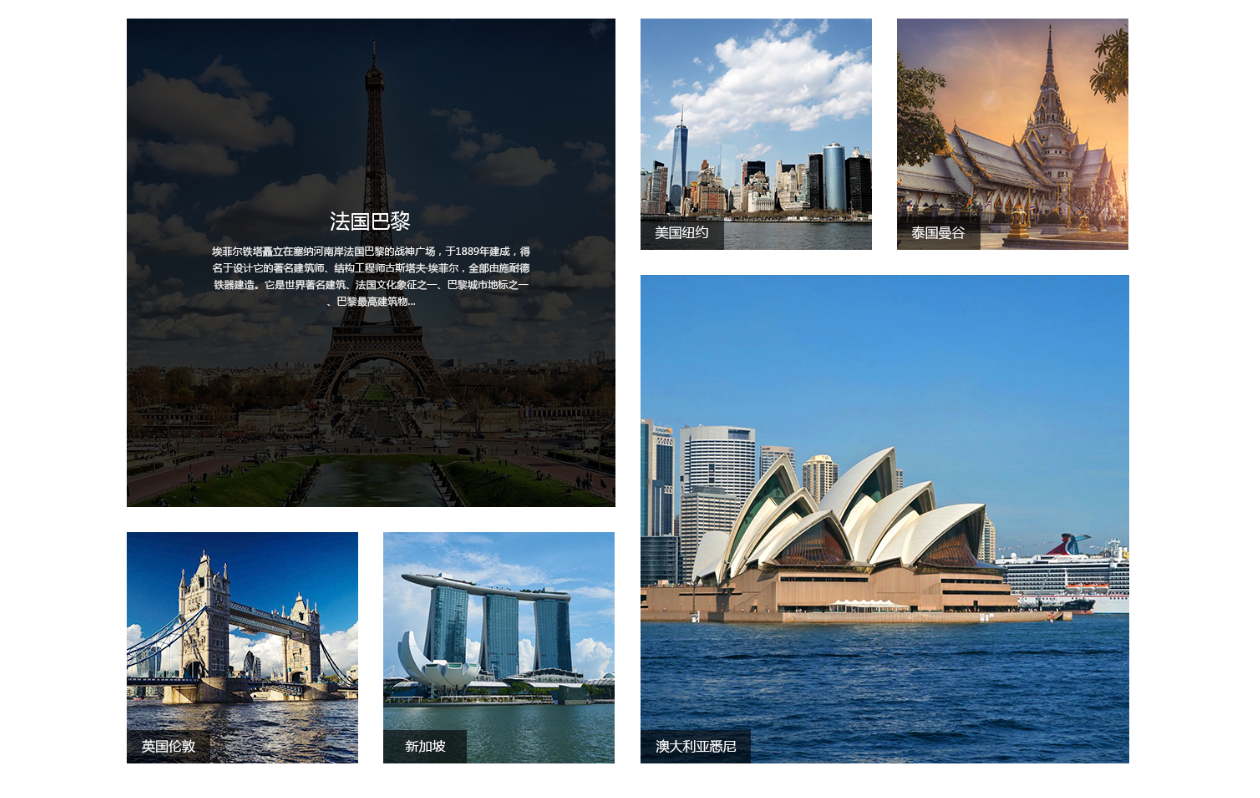 法国巴黎
埃菲尔铁塔矗立在塞纳河南岸法国巴黎的战神广场，于1889年建成，得
名于设计它的著名建筑师、结构工程师古斯塔夫·埃菲尔，全部由施耐德
铁器建造。它是世界著名建筑、法国文化象征之一、巴黎城市地标之一
、巴黎最高建筑物...
美国纽约
泰国曼谷
英国伦敦
新加坡
澳大利亚悉尼